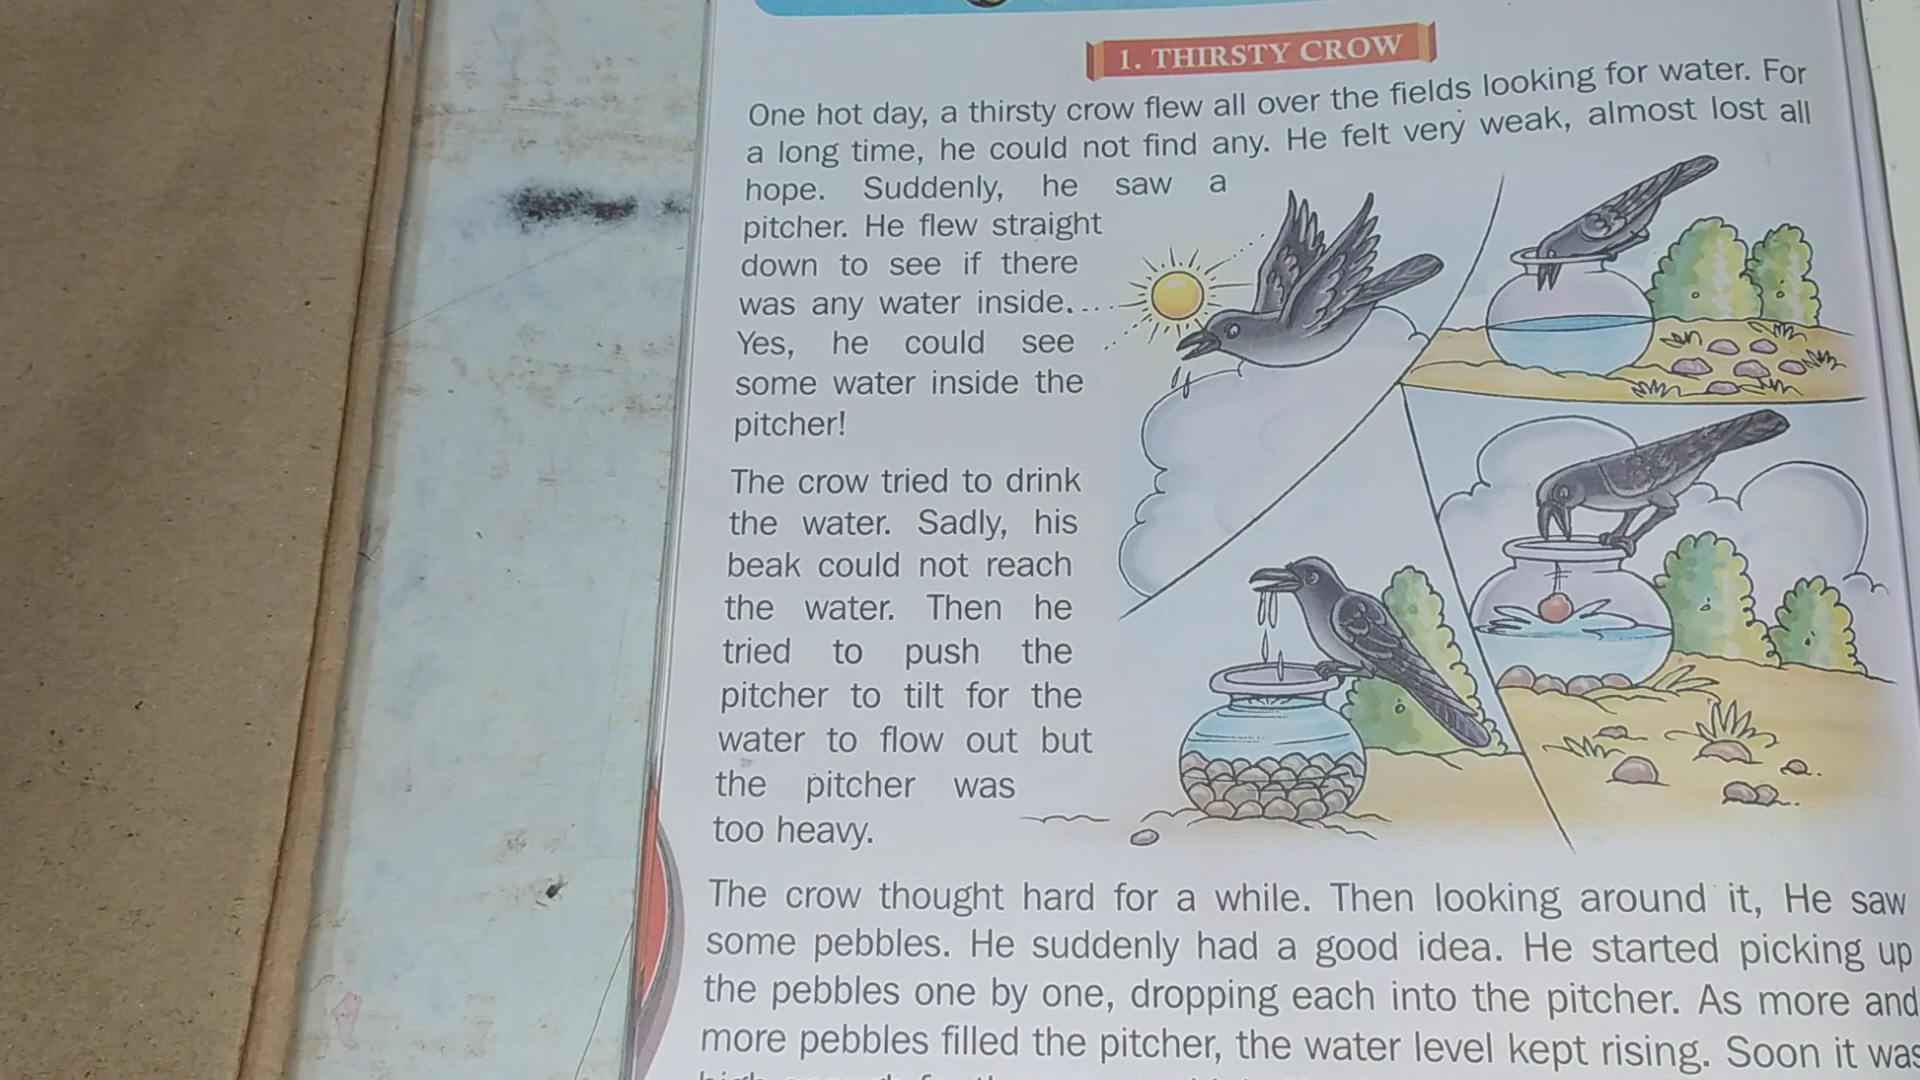 1. THIRSTY CROW
One hot day, a thirsty crow flew all over the fields looking for water. For
a long time, he could not find any. He felt very weak, almost lost all
hope. Suddenly, he saw a
pitcher. He flew straight
down to see if there
was any water inside.
Yes, he could see
some water inside the
pitcher!
The crow tried to drink
the water. Sadly, his
beak could not reach
the water. Then he
tried to push the
pitcher to tilt for the
water to flow out but
the pitcher was
too heavy.
The crow thought hard for a while. Then looking around it, He saw
some pebbles. He suddenly had a good idea. He started picking up
the pebbles one by one, dropping each into the pitcher. As more and
more pebbles filled the pitcher, the water level kept rising. Soon it was